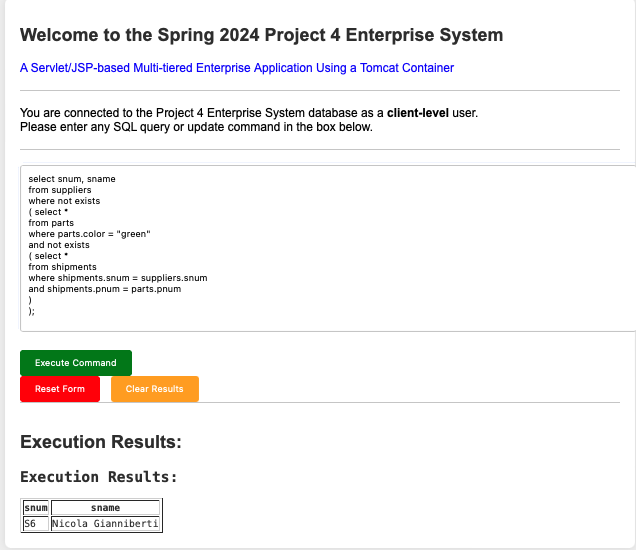 Welcome to the Spring 2024 Project 4 Enterprise System
A Servlet/JSP-based Multi-tiered Enterprise Application Using a Tomcat Container
You are connected to the Project 4 Enterprise System database as a client-level user.
Please enter any SQL query or update command in the box below.
select snum, sname
from suppliers
where not exists
( select *
from parts
where parts.color = "green"
and not exists
( select *
from shipments
where shipments.snum = suppliers.snum
and shipments.pnum = parts.pnum
)
);
Execute Command
Reset Form Clear Results
Execution Results:
Execution Results:
snum sname
S6 Nicola Gianniberti